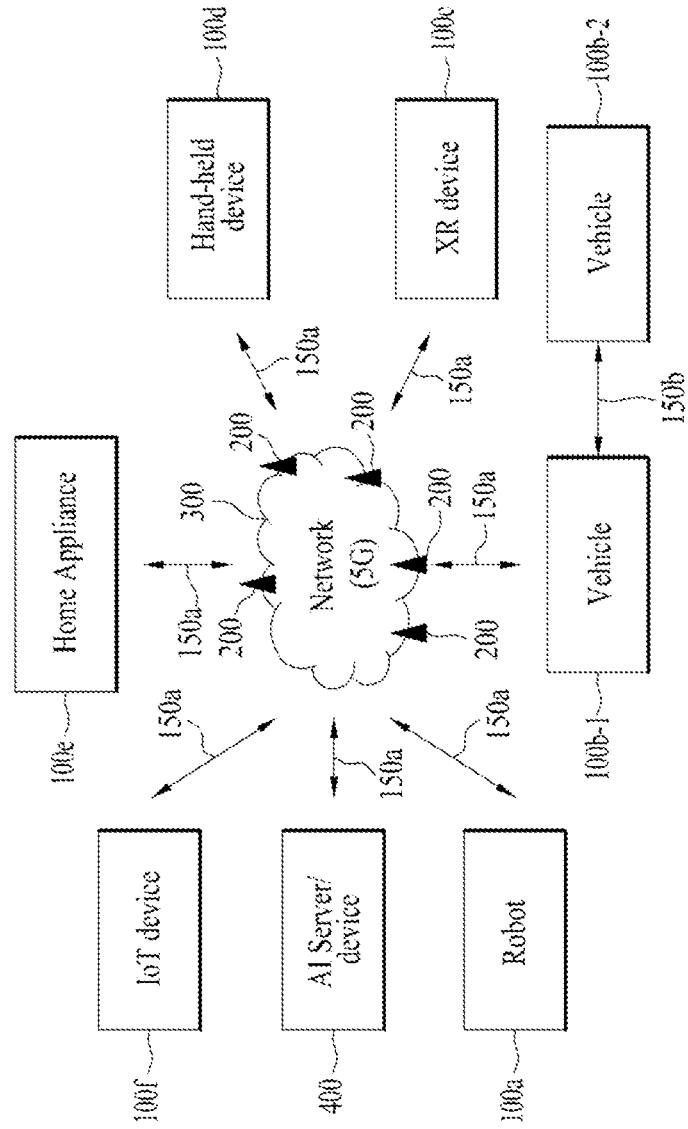 100e
Home Appliance
100f
IoT device
150a
150a
200
300
200
Hand-held
device
100d
150a
400
AI Server/
device
150a
Network
(5G)
200
200
200
150a
XR device
100c
100a
Robot
150a
150a
100b-1
Vehicle
150b
Vehicle
100b-2